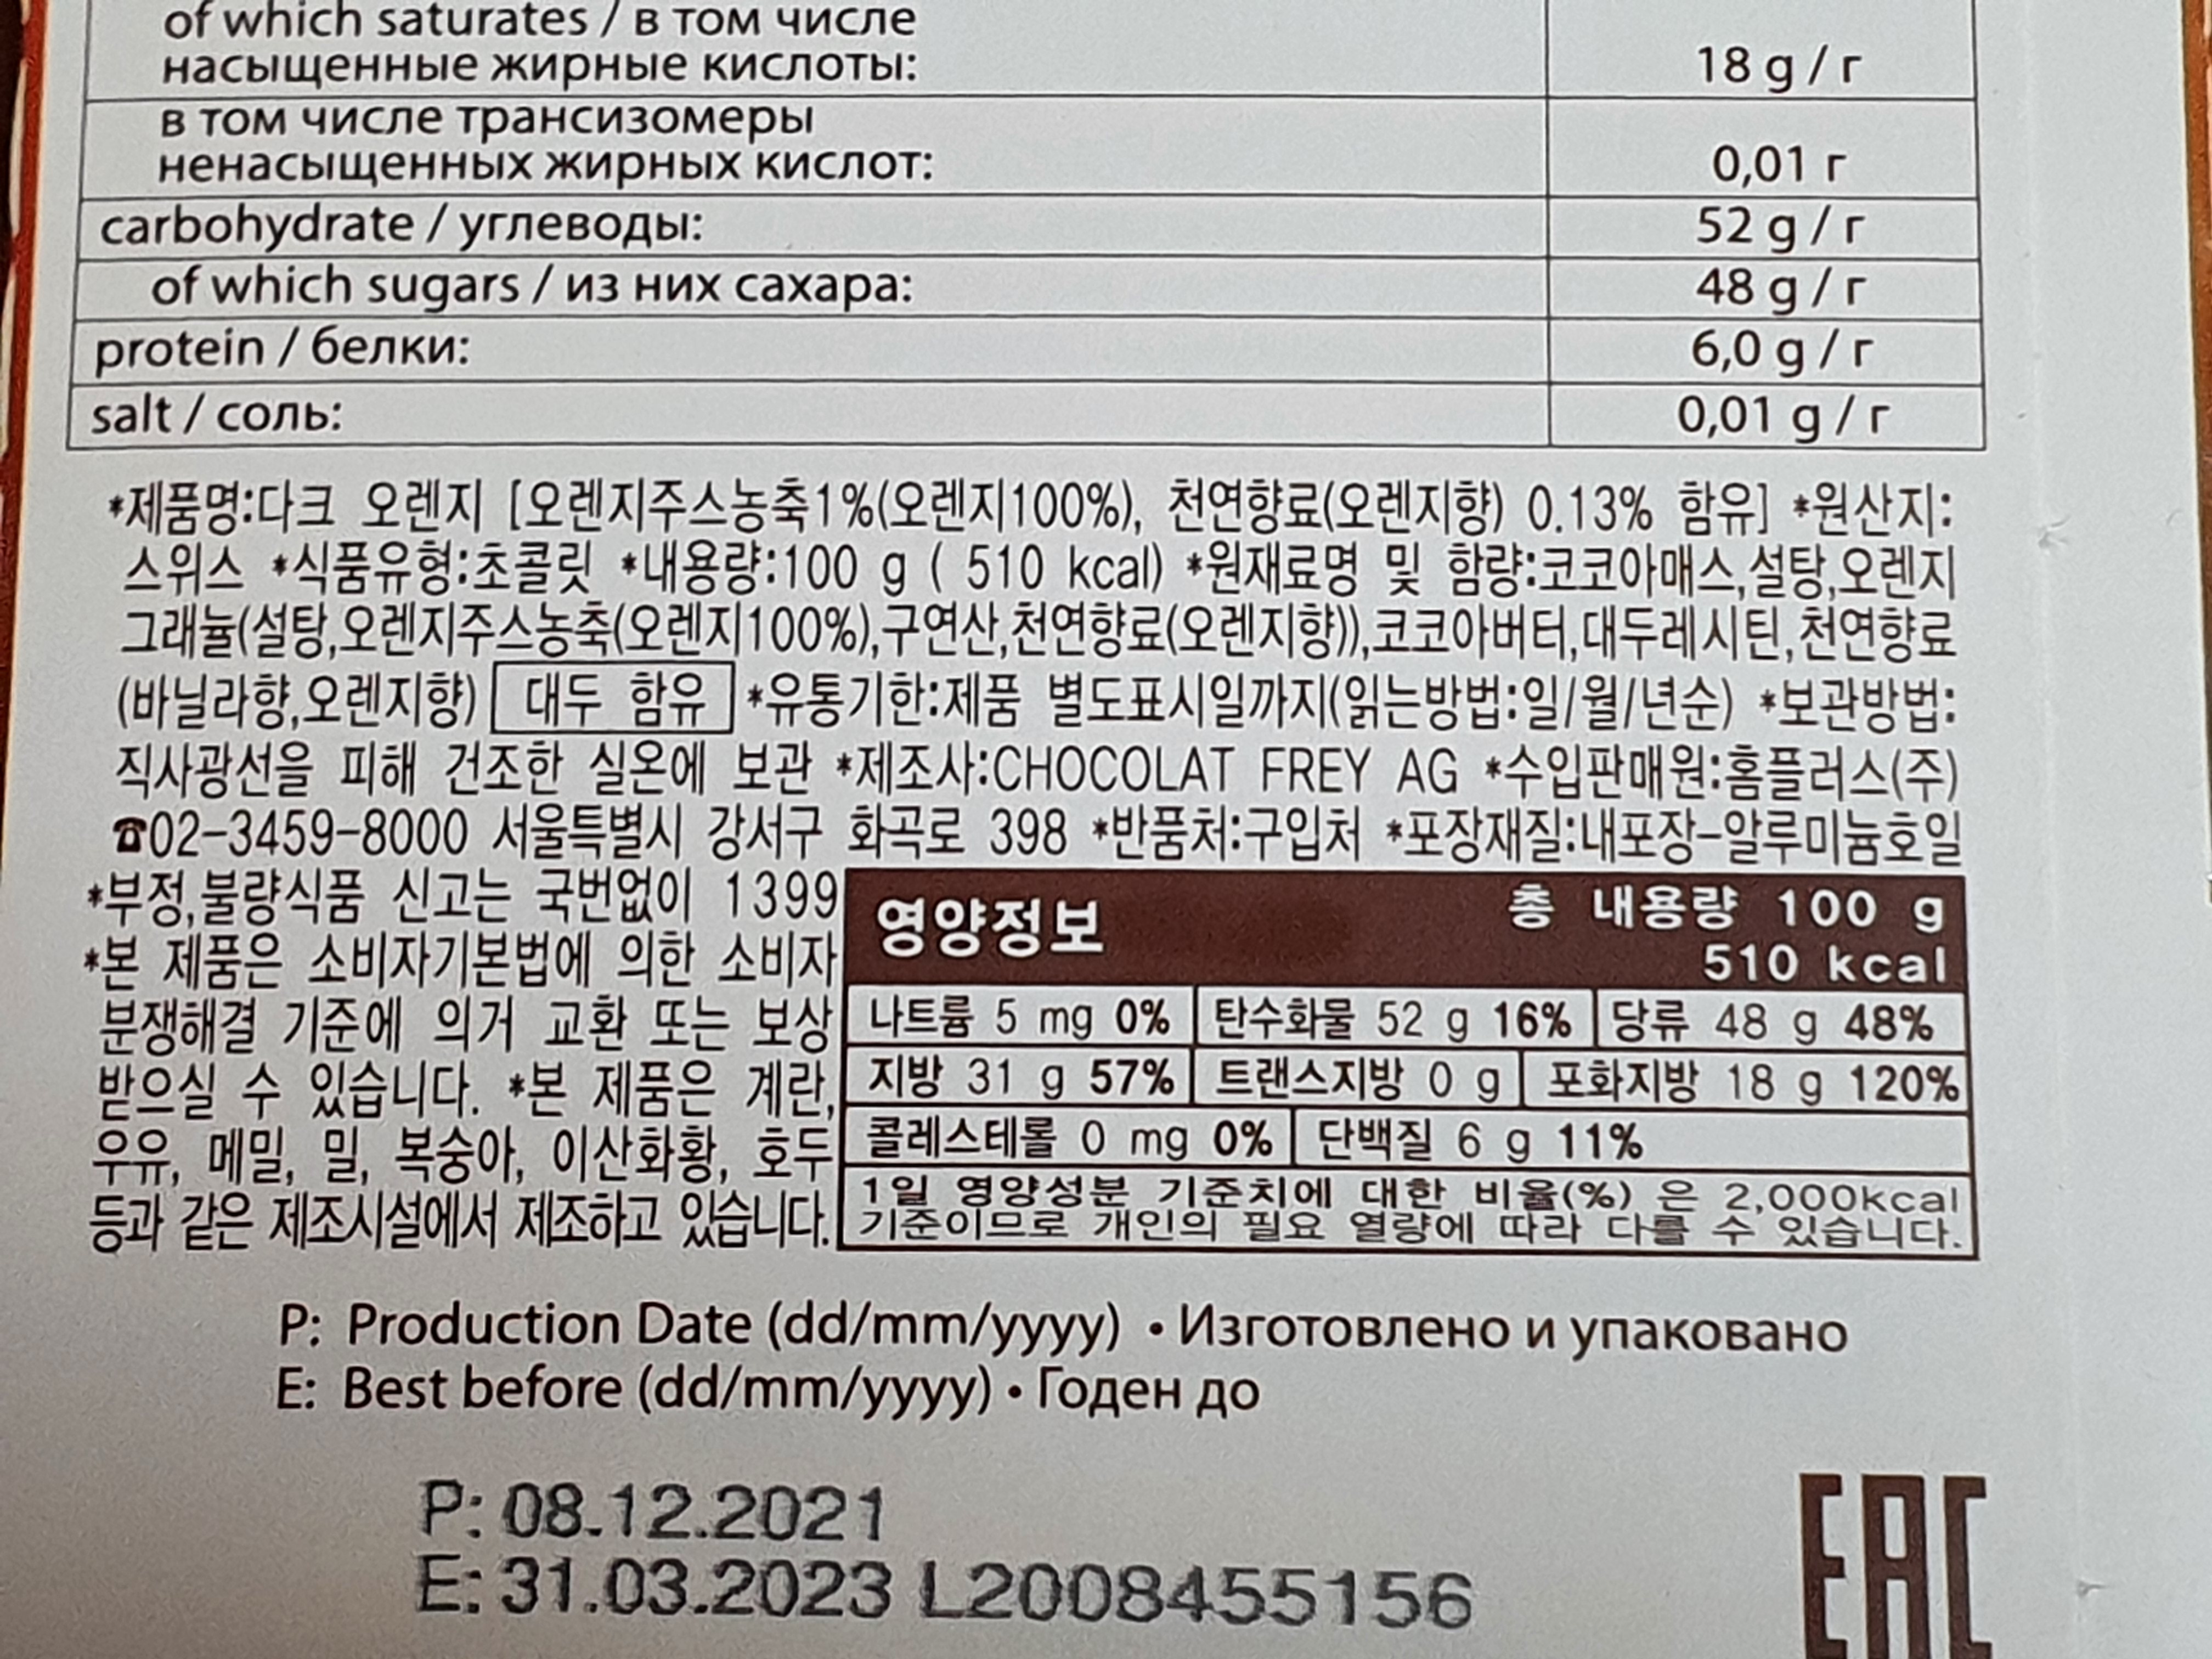 of which saturates / в том числе
насыщенные жирные кислоты: 18 g / г
в том числе трансизомеры
ненасыщенных жирных кислот: 0,01 г
carbohydrate / углеводы: 52 g / г
of which sugars / из них сахара: 48 g / г
protein / белки: 6,0 g / г
salt / соль: 0,01 g / г
*제품명:다크 오렌지 [오렌지주스농축1%(오렌지100%), 천연향료(오렌지향) 0.13% 함유] *원산지:
스위스 *식품유형:초콜릿 *내용량:100 g ( 510 kcal) *원재료명 및 함량:코코아매스,설탕,오렌지
그래뉼(설탕,오렌지주스농축(오렌지100%),구연산,천연향료(오렌지향)),코코아버터,대두레시틴,천연향료
(바닐라향,오렌지향) 대두 함유 *유통기한:제품 별도표시일까지(읽는방법:일/월/년순) *보관방법:
직사광선을 피해 건조한 실온에 보관 *제조사:CHOCOLAT FREY AG *수입판매원:홈플러스(주)
☎02-3459-8000 서울특별시 강서구 화곡로 398 *반품처:구입처 *포장재질:내포장-알루미늄호일
*부정,불량식품 신고는 국번없이 1399
*본 제품은 소비자기본법에 의한 소비자
분쟁해결 기준에 의거 교환 또는 보상
받으실 수 있습니다. *본 제품은 계란,
우유, 메밀, 밀, 복숭아, 이산화황, 호두
등과 같은 제조시설에서 제조하고 있습니다.
영양정보 총 내용량 100 g
510 kcal
나트륨 5 mg 0% 탄수화물 52 g 16% 당류 48 g 48%
지방 31 g 57% 트랜스지방 0 g 포화지방 18 g 120%
콜레스테롤 0 mg 0% 단백질 6 g 11%
1일 영양성분 기준치에 대한 비율(%) 은 2,000kcal
기준이므로 개인의 필요 열량에 따라 다를 수 있습니다.
P: Production Date (dd/mm/yyyy) • Изготовлено и упаковано
E: Best before (dd/mm/yyyy) • Годен до
P: 08.12.2021
E: 31.03.2023 L2008455156
EAC